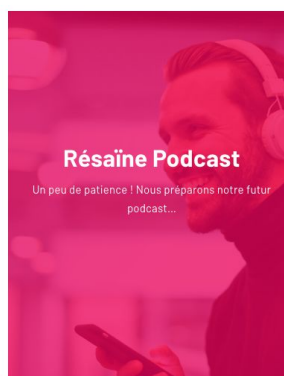 Résaïne Podcast
Un peu de patience ! Nous préparons notre futur
podcast...